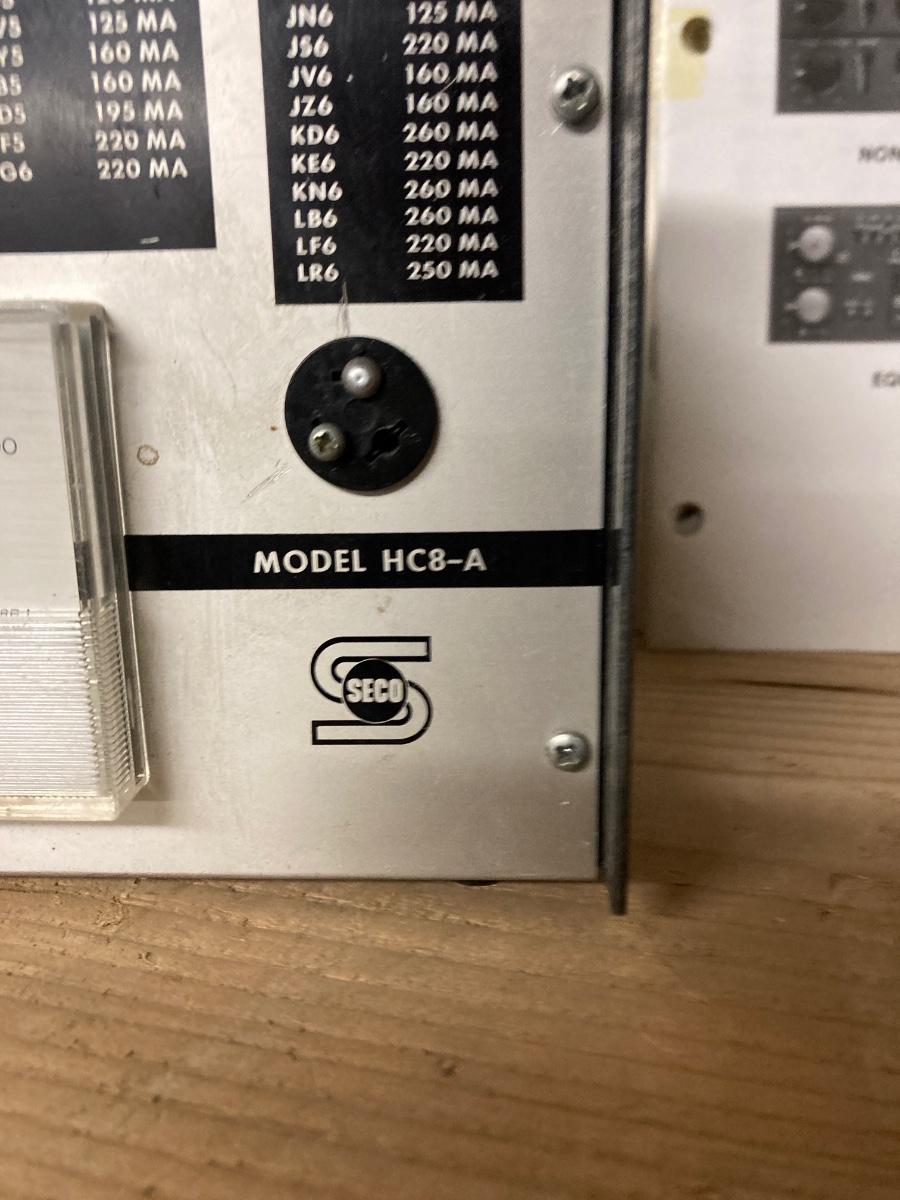 125 MA
160 MA
160 MA
195 MA
220 MA
G6 220 MA
JN6 125 MA
JS6 220 MA
JV6 160 MA
JZ6 160 MA
KD6 260 MA
KE6 220 MA
KN6 260 MA
LB6 260 MA
LF6 220 MA
LR6 250 MA
MODEL HC8-A
SECO